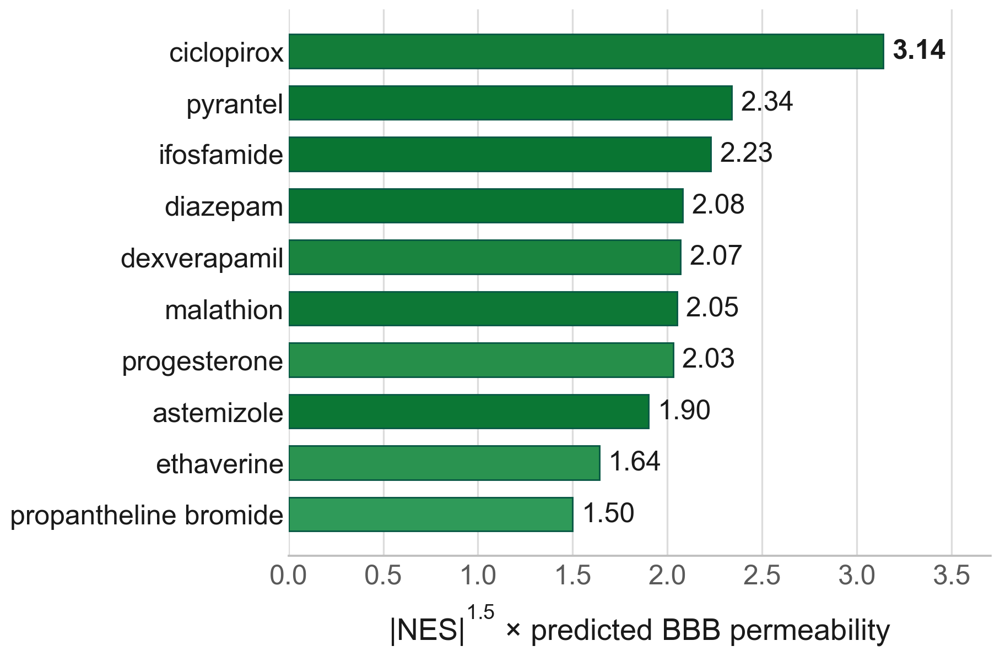 ciclopirox 3.14
pyrantel 2.34
ifosfamide 2.23
diazepam 2.08
dexverapamil 2.07
malathion 2.05
progesterone 2.03
astemizole 1.90
ethaverine 1.64
propantheline bromide 1.50
0.0 0.5 1.0 1.5 2.0 2.5 3.0 3.5
|NES|^1.5 × predicted BBB permeability